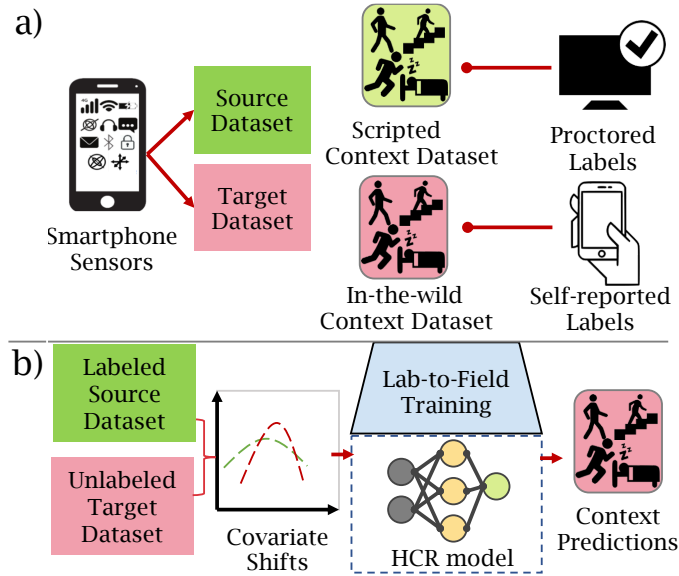 a)
Source
Dataset
Target
Dataset
Smartphone
Sensors
Scripted
Context Dataset
Proctored
Labels
In-the-wild
Context Dataset
Self-reported
Labels
b)
Labeled
Source
Dataset
Unlabeled
Target
Dataset
Covariate
Shifts
Lab-to-Field
Training
HCR model
Context
Predictions